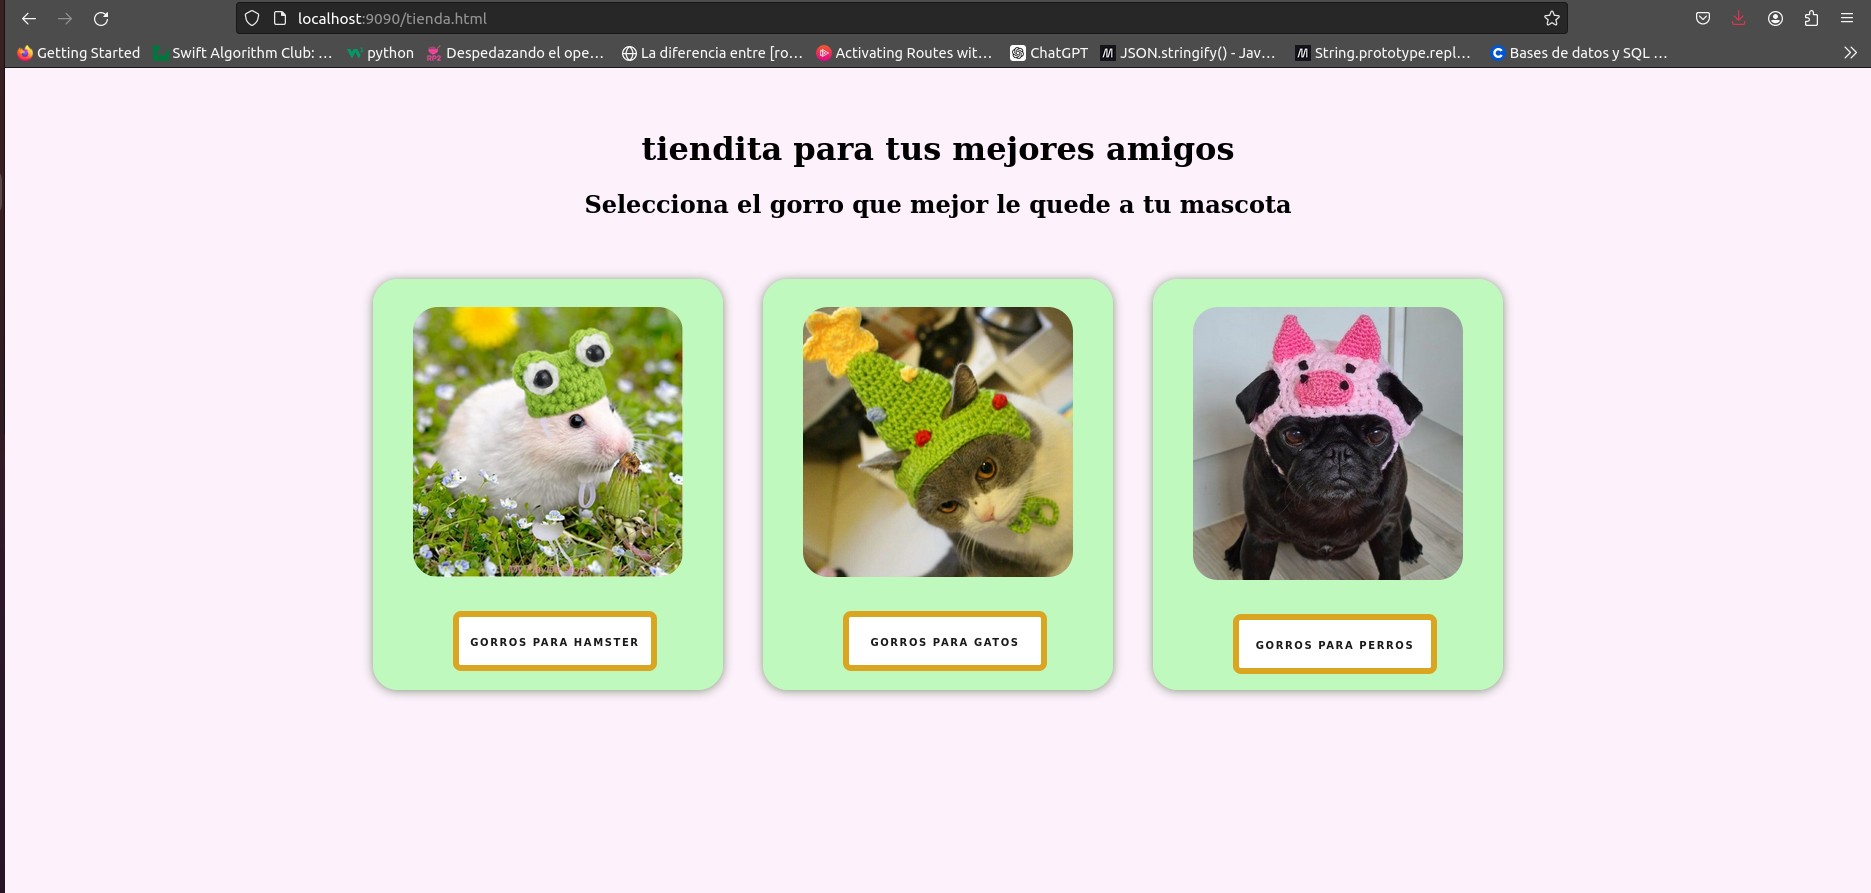 localhost:9090/tienda.html
Getting Started
Swift Algorithm Club: ...
python
Despedazando el ope...
La diferencia entre [ro...
Activating Routes wit...
ChatGPT
JSON.stringify() - Jav...
String.prototype.repl...
Bases de datos y SQL ...
tiendita para tus mejores amigos
Selecciona el gorro que mejor le quede a tu mascota
GORROS PARA HAMSTER
GORROS PARA GATOS
GORROS PARA PERROS